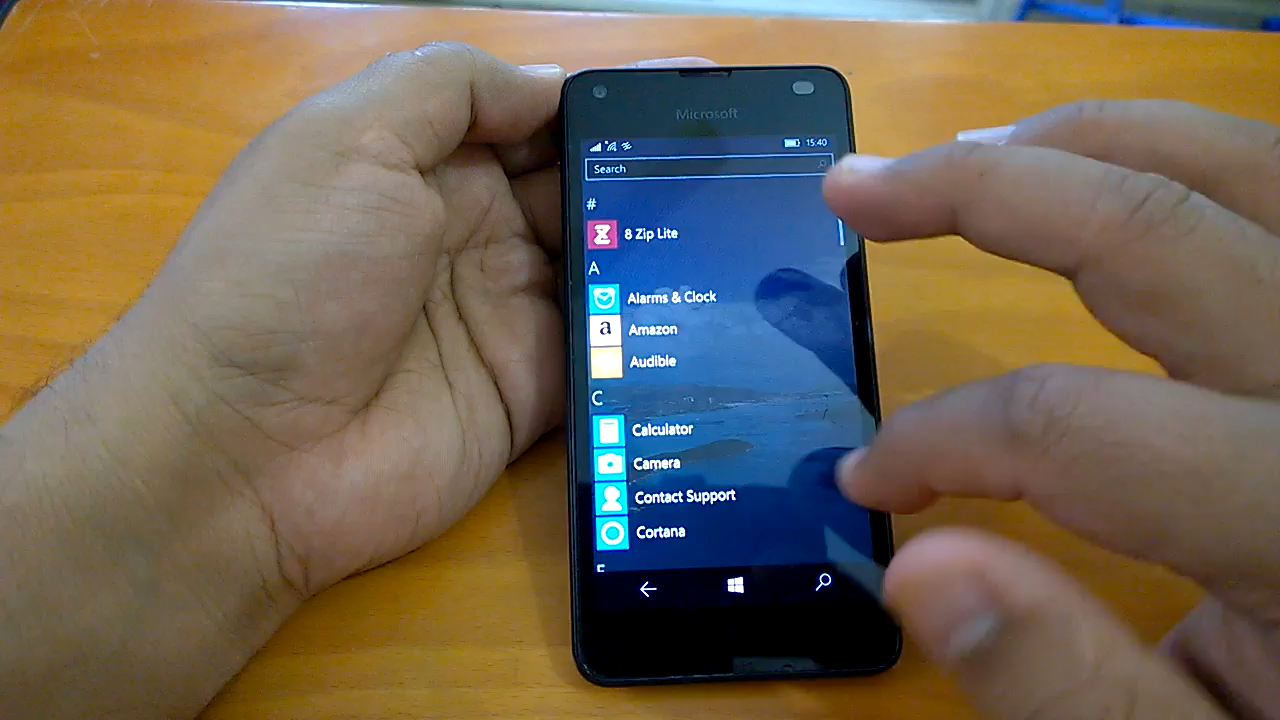 Microsoft
15:40
Search
#
8 Zip Lite
A
Alarms & Clock
a Amazon
Audible
C
Calculator
Camera
Contact Support
Cortana